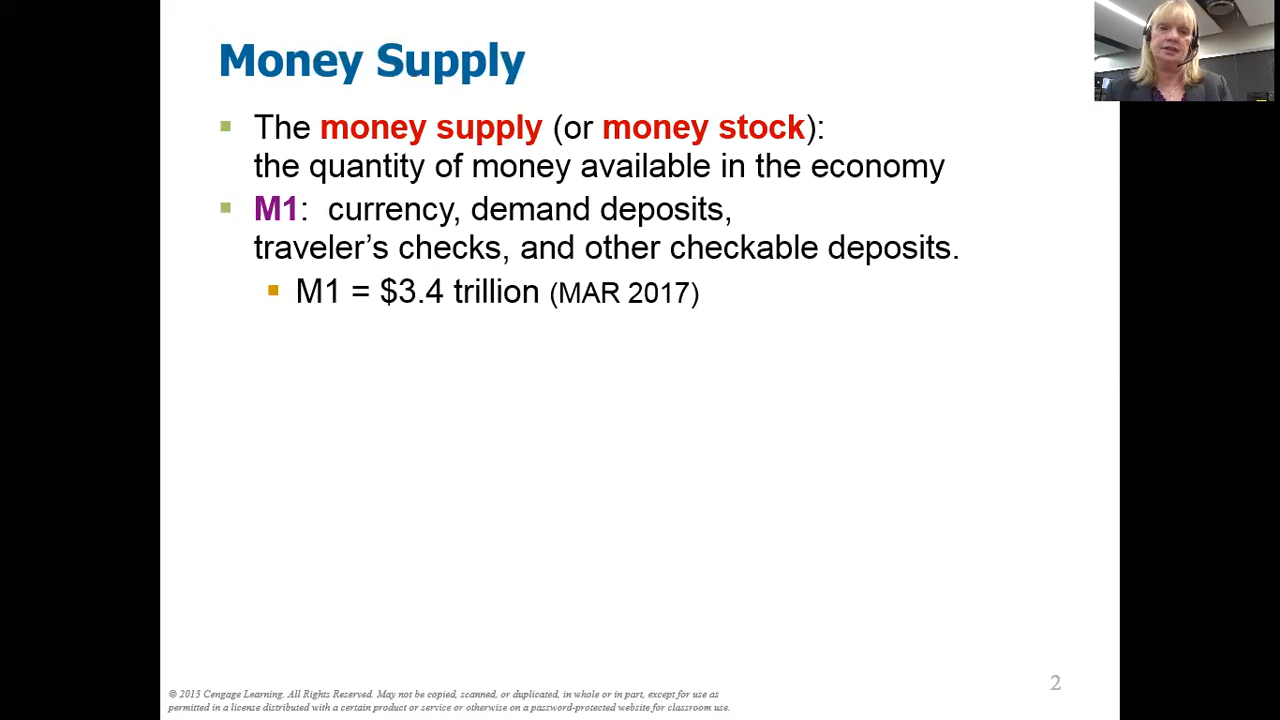 Money Supply
▪ The money supply (or money stock):
the quantity of money available in the economy
▪ M1: currency, demand deposits,
traveler’s checks, and other checkable deposits.
▪ M1 = $3.4 trillion (MAR 2017)
© 2013 Cengage Learning. All Rights Reserved. May not be copied, scanned, or duplicated, in whole or in part, except for use as
permitted in a license distributed with a certain product or service or otherwise on a password-protected website for classroom use.
2